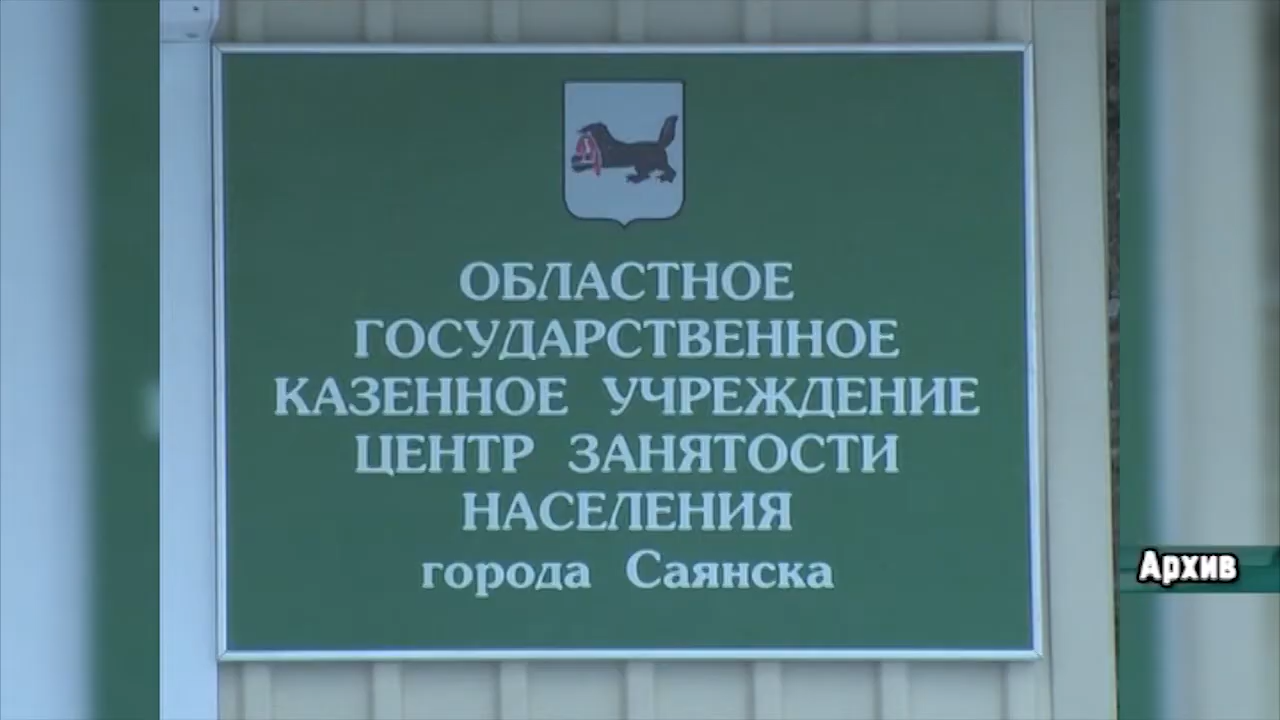 ОБЛАСТНОЕ
ГОСУДАРСТВЕННОЕ
КАЗЕННОЕ УЧРЕЖДЕНИЕ
ЦЕНТР ЗАНЯТОСТИ
НАСЕЛЕНИЯ
города Саянска
Архив